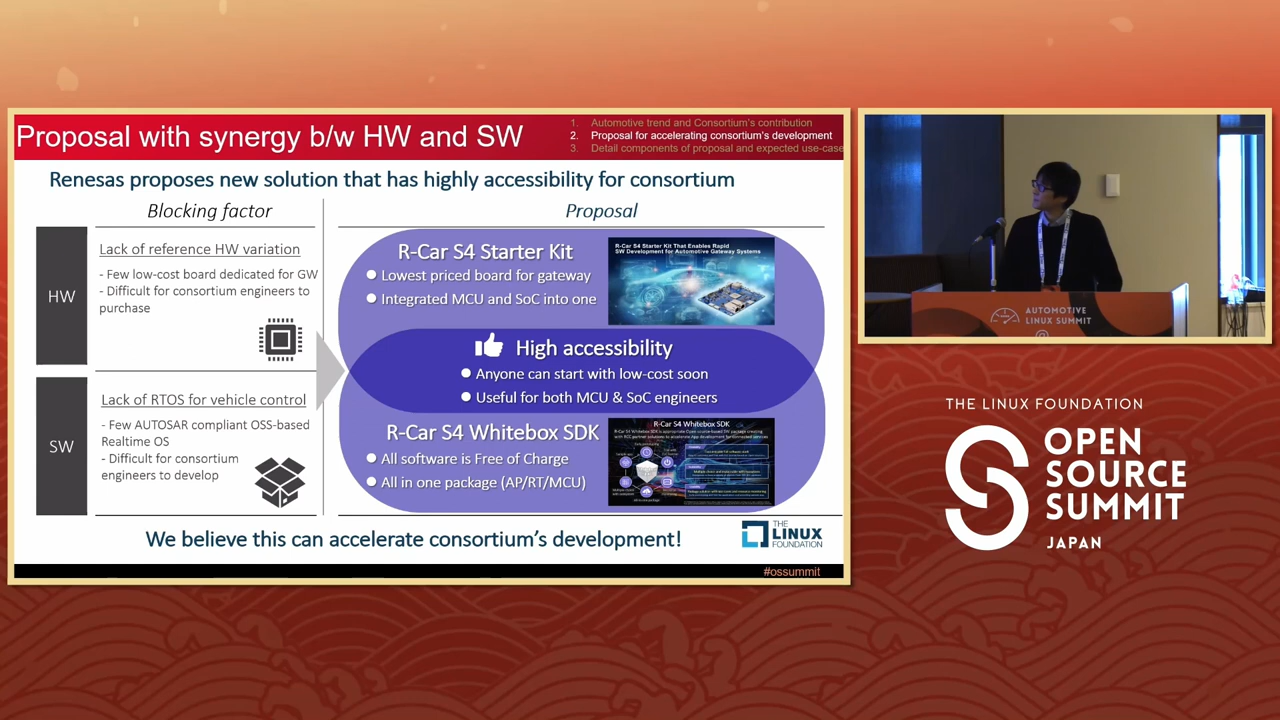 Proposal with synergy b/w HW and SW
1. Automotive trend and Consortium's contribution
2. Proposal for accelerating consortium's development
3. Detail components of proposal and expected use-case
Renesas proposes new solution that has highly accessibility for consortium
Blocking factor
Proposal
HW
Lack of reference HW variation
- Few low-cost board dedicated for GW
- Difficult for consortium engineers to
purchase
R-Car S4 Starter Kit
● Lowest priced board for gateway
● Integrated MCU and SoC into one
R-Car S4 Starter Kit That Enables Rapid
SW Development for Automotive Gateway Systems
High accessibility
● Anyone can start with low-cost soon
● Useful for both MCU & SoC engineers
SW
Lack of RTOS for vehicle control
- Few AUTOSAR compliant OSS-based
Realtime OS
- Difficult for consortium
engineers to develop
R-Car S4 Whitebox SDK
● All software is Free of Charge
● All in one package (AP/RT/MCU)
R-Car S4 Whitebox SDK
We believe this can accelerate consortium's development!
THE
LINUX
FOUNDATION
#ossummit
AUTOMOTIVE
LINUX SUMMIT
THE LINUX FOUNDATION
OPEN
SOURCE
SUMMIT
JAPAN